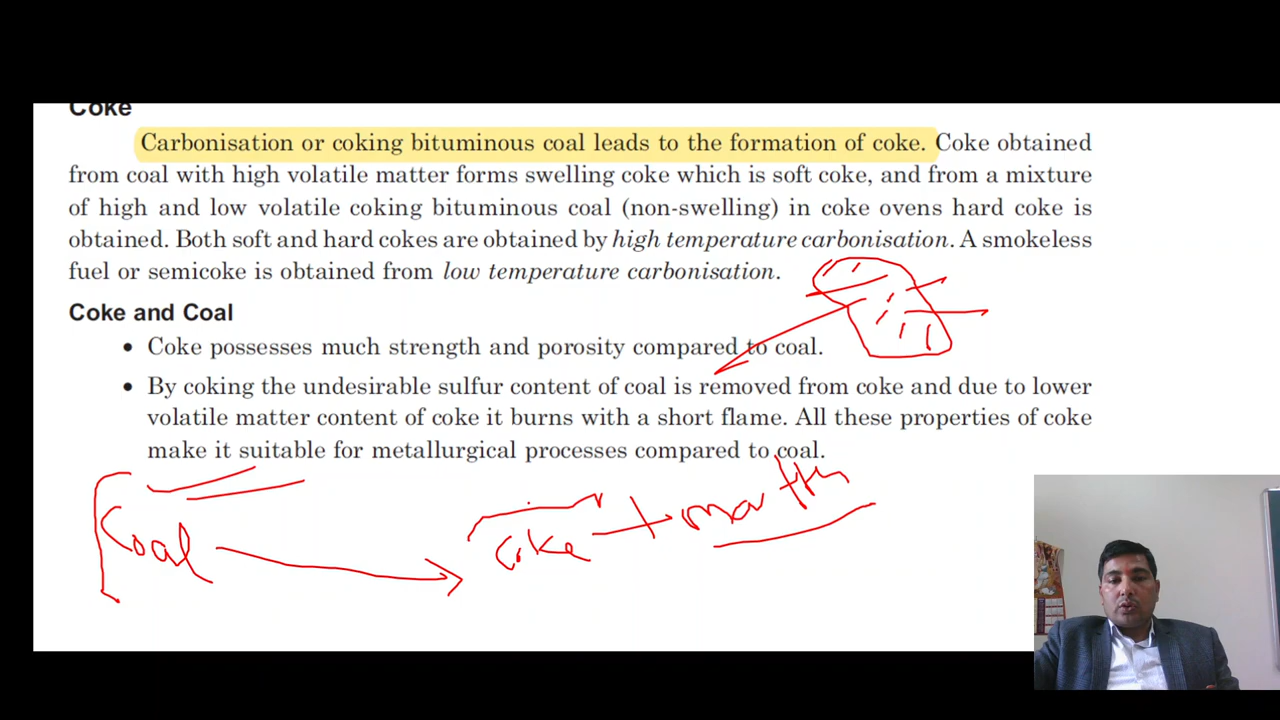 Coke
Carbonisation or coking bituminous coal leads to the formation of coke. Coke obtained
from coal with high volatile matter forms swelling coke which is soft coke, and from a mixture
of high and low volatile coking bituminous coal (non-swelling) in coke ovens hard coke is
obtained. Both soft and hard cokes are obtained by high temperature carbonisation. A smokeless
fuel or semicoke is obtained from low temperature carbonisation.
Coke and Coal
• Coke possesses much strength and porosity compared to coal.
• By coking the undesirable sulfur content of coal is removed from coke and due to lower
volatile matter content of coke it burns with a short flame. All these properties of coke
make it suitable for metallurgical processes compared to coal.
Coal coke +